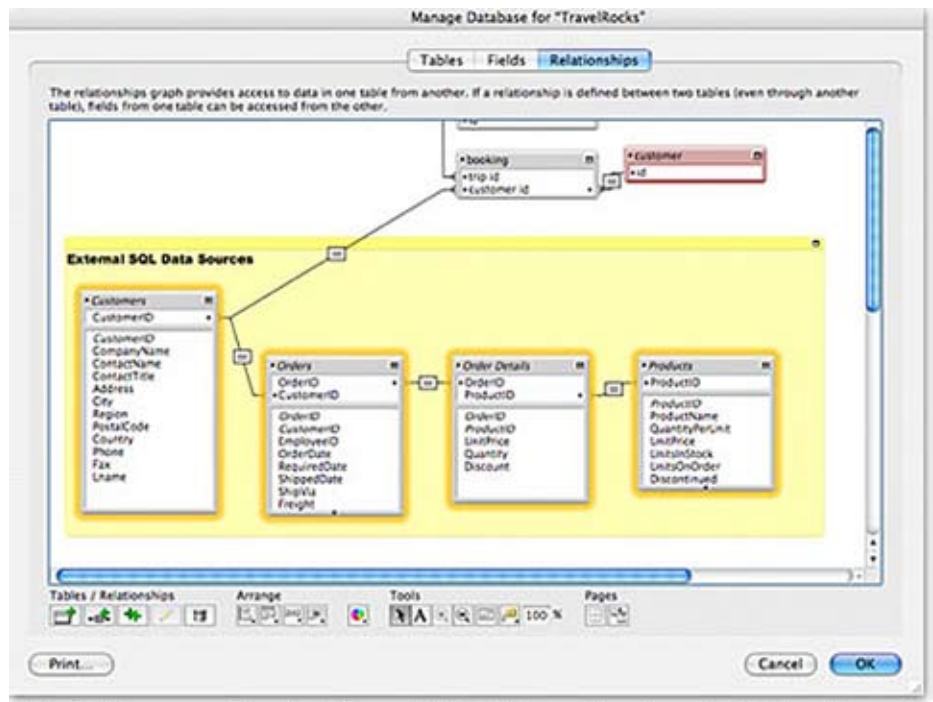 Manage Database for "TravelRocks"
Tables Fields Relationships
The relationships graph provides access to data in one table from another. If a relationship is defined between two tables (even through another
table), fields from one table can be accessed from the other.
booking
trip id
customer id
customer
id
External SQL Data Sources
Customers
CustomerID
CustomerID
CompanyName
ContactName
ContactTitle
Address
City
Region
PostalCode
Country
Phone
Fax
Lname
Orders
OrderID
CustomerID
OrderID
CustomerID
EmployeeID
OrderDate
RequiredDate
ShippedDate
ShipVia
Freight
Order Details
OrderID
ProductID
OrderID
ProductID
UnitPrice
Quantity
Discount
Products
ProductID
ProductID
ProductName
QuantityPerUnit
UnitPrice
UnitsInStock
UnitsOnOrder
Discontinued
Tables / Relationships Arrange Tools Pages
A 100 %
Print... Cancel OK